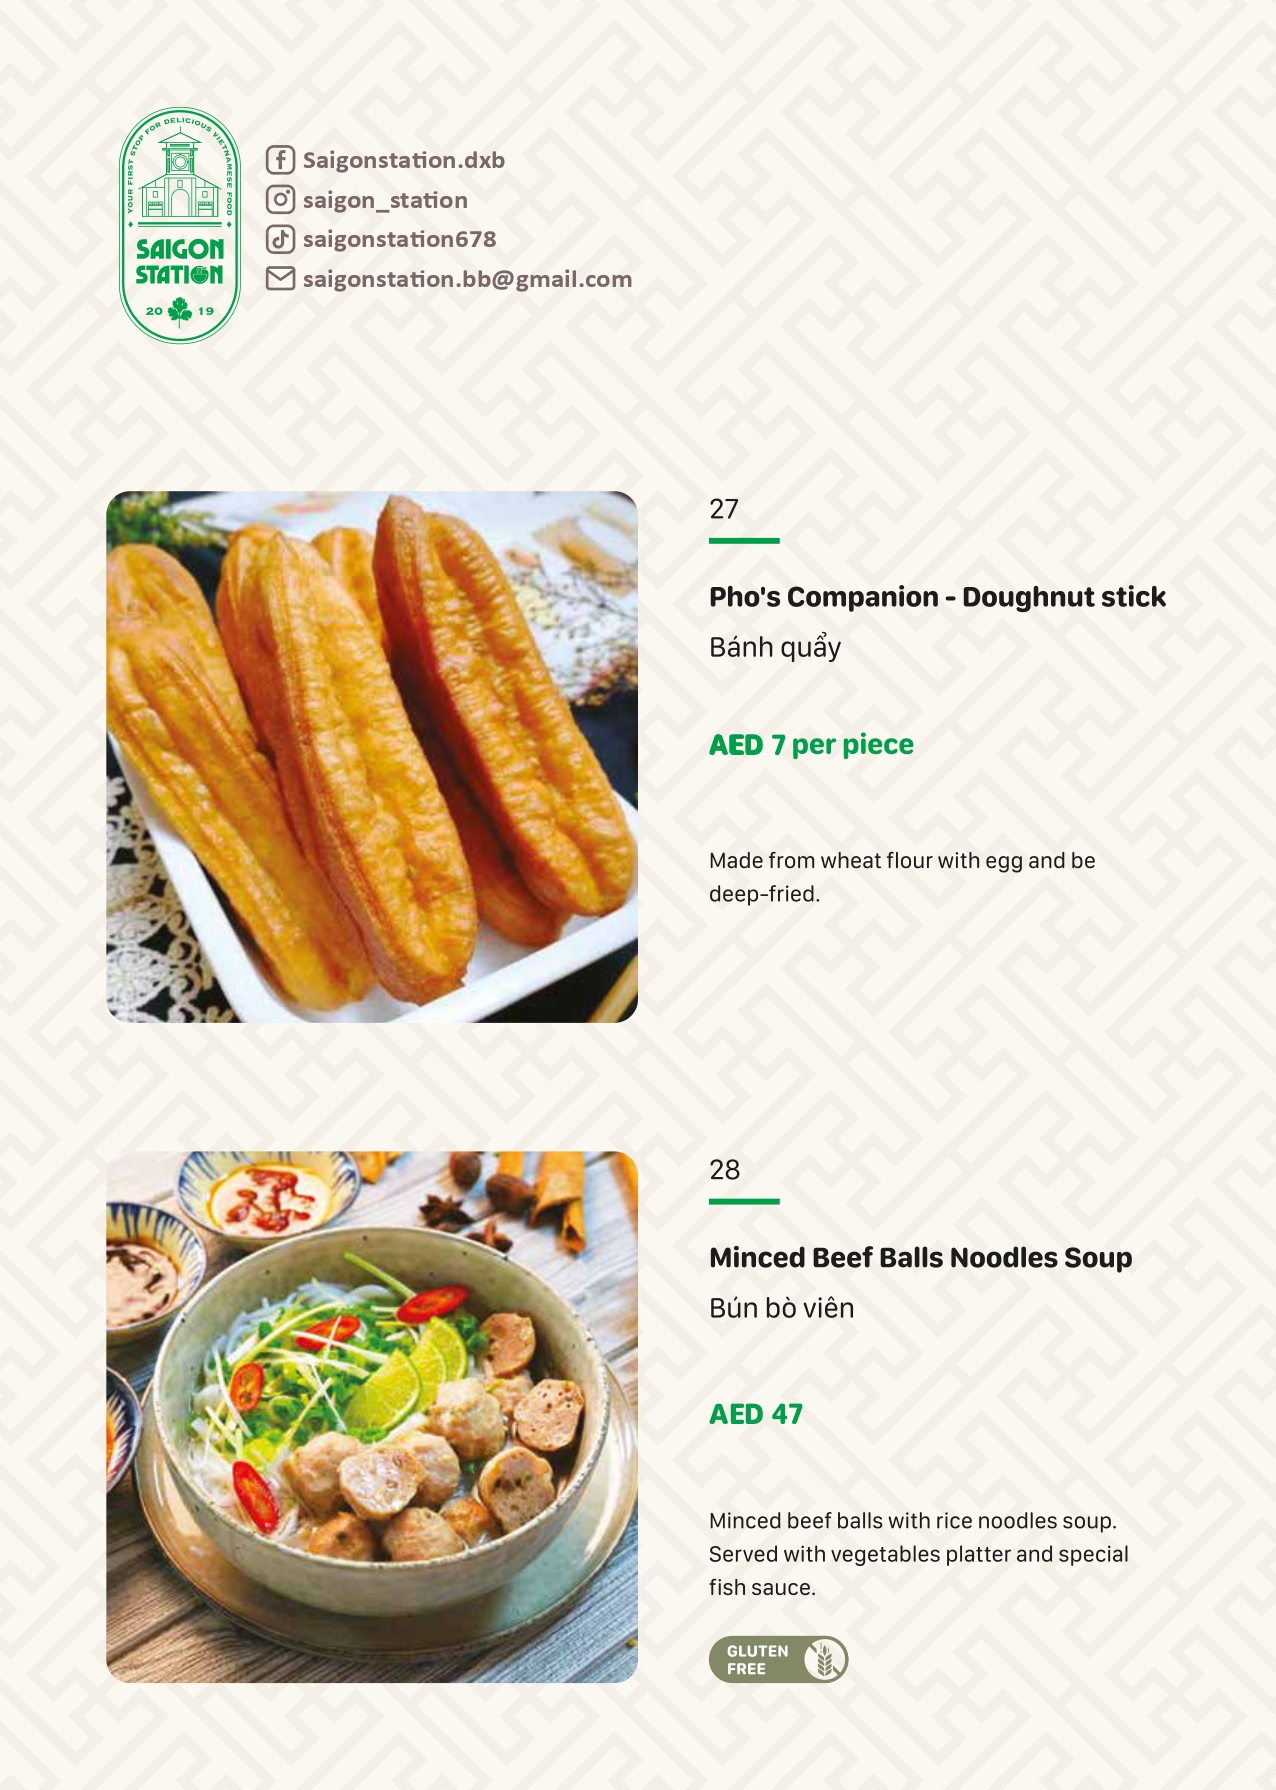 YOUR FIRST STOP FOR DELICIOUS VIETNAMESE FOOD
SAIGON
STATION
20 19
Saigonstation.dxb
saigon_station
saigonstation678
saigonstation.bb@gmail.com
27
Pho's Companion - Doughnut stick
Bánh quẩy
AED 7 per piece
Made from wheat flour with egg and be
deep-fried.
28
Minced Beef Balls Noodles Soup
Bún bò viên
AED 47
Minced beef balls with rice noodles soup.
Served with vegetables platter and special
fish sauce.
GLUTEN
FREE